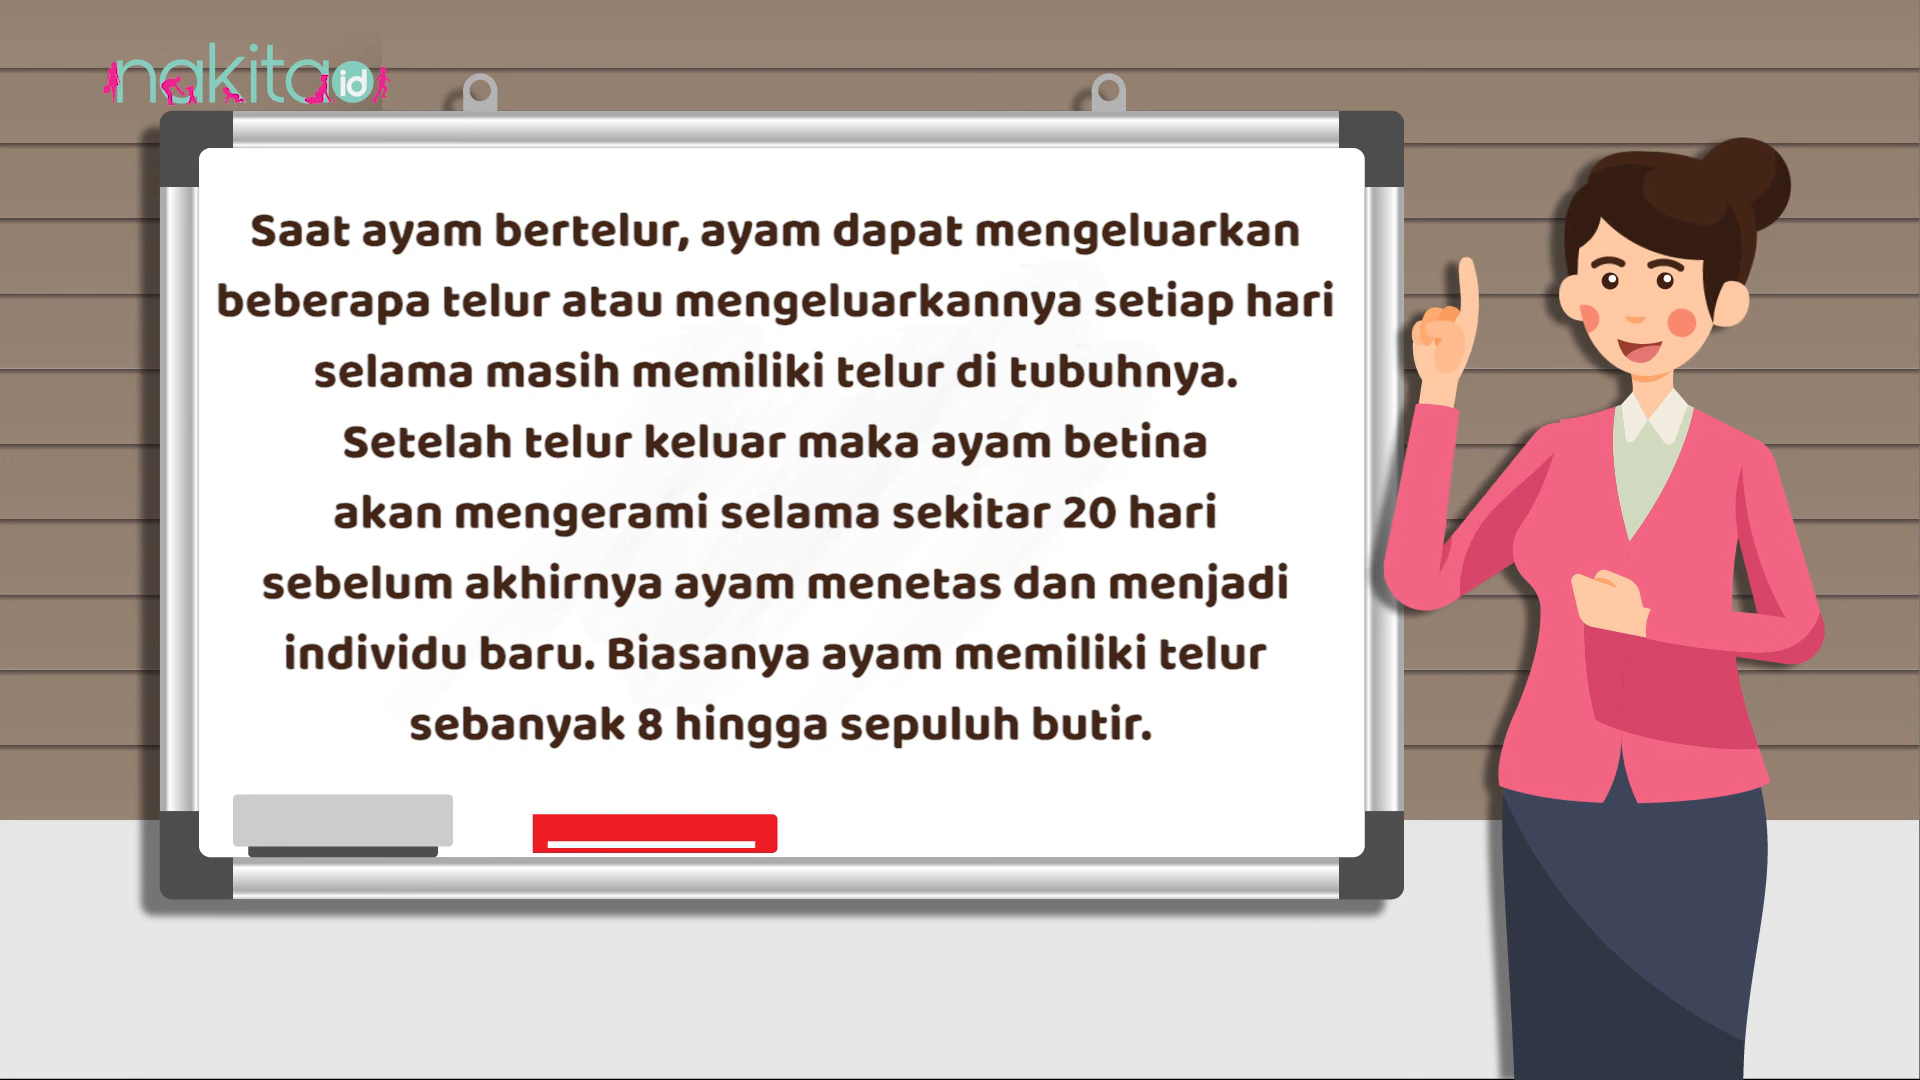 nakita id
Saat ayam bertelur, ayam dapat mengeluarkan
beberapa telur atau mengeluarkannya setiap hari
selama masih memiliki telur di tubuhnya.
Setelah telur keluar maka ayam betina
akan mengerami selama sekitar 20 hari
sebelum akhirnya ayam menetas dan menjadi
individu baru. Biasanya ayam memiliki telur
sebanyak 8 hingga sepuluh butir.